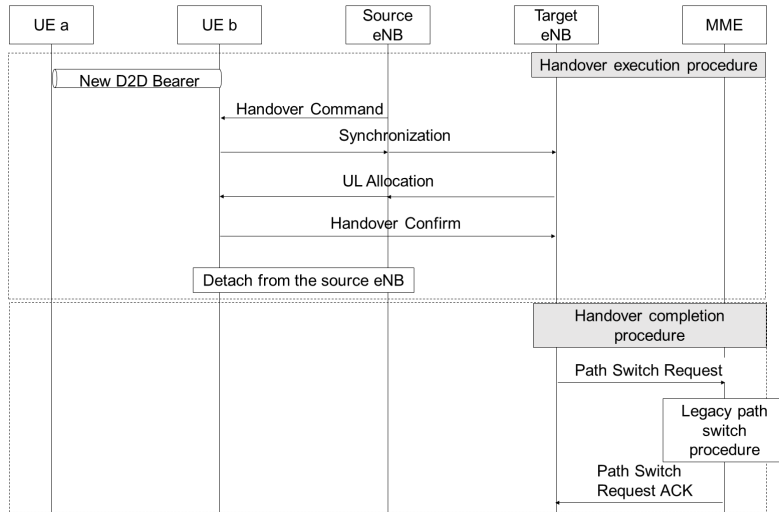 UE a
UE b
Source
eNB
Target
eNB
MME
Handover execution procedure
New D2D Bearer
Handover Command
Synchronization
UL Allocation
Handover Confirm
Detach from the source eNB
Handover completion
procedure
Path Switch Request
Legacy path
switch
procedure
Path Switch
Request ACK